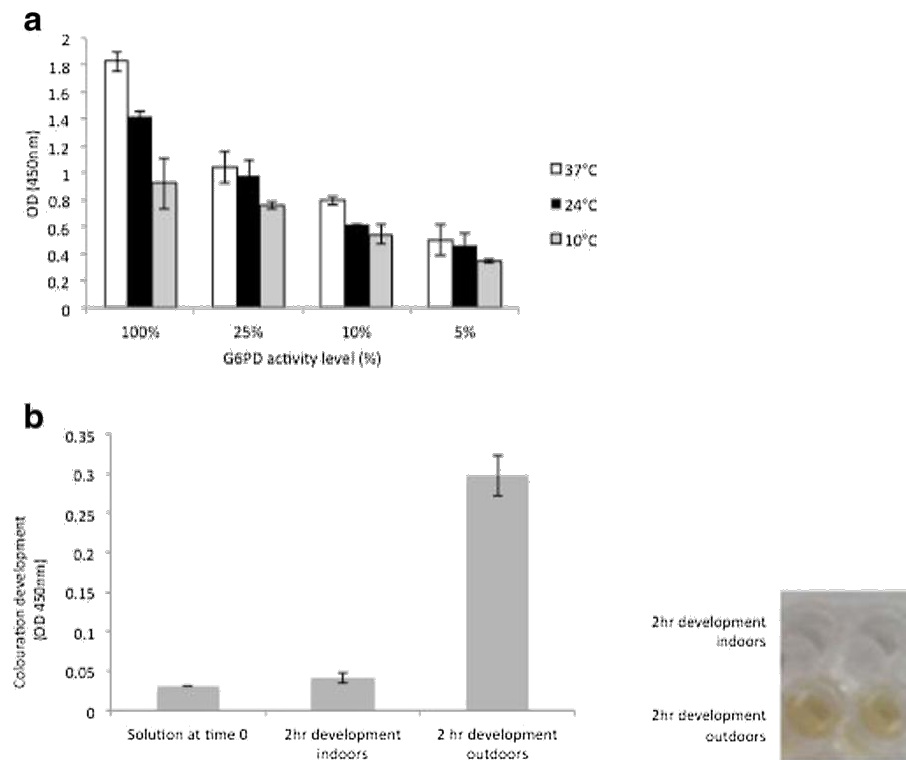 a
2
1.8
1.6
1.4
1.2
1
0.8
0.6
0.4
0.2
0
OD (450nm)
100%
25%
10%
5%
G6PD activity level (%)
37°C
24°C
10°C
b
0.35
0.3
0.25
0.2
0.15
0.1
0.05
0
Colouration development
(OD 450nm)
Solution at time 0
2hr development
indoors
2 hr development
outdoors
2hr development
indoors
2hr development
outdoors